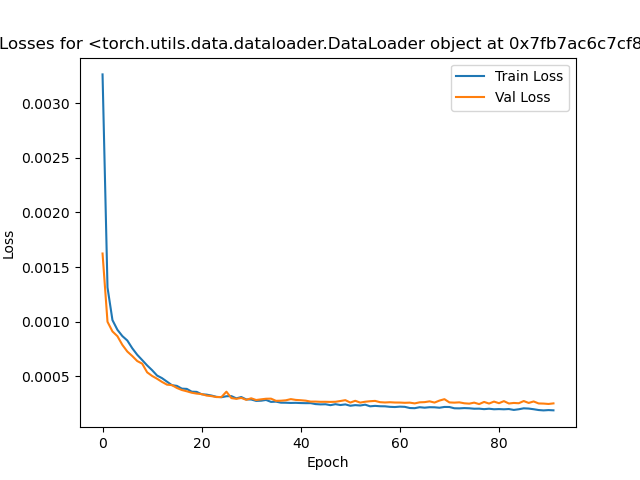 Losses for <torch.utils.data.dataloader.DataLoader object at 0x7fb7ac6c7cf8
Train Loss
Val Loss
0.0030
0.0025
0.0020
0.0015
0.0010
0.0005
Loss
0 20 40 60 80
Epoch